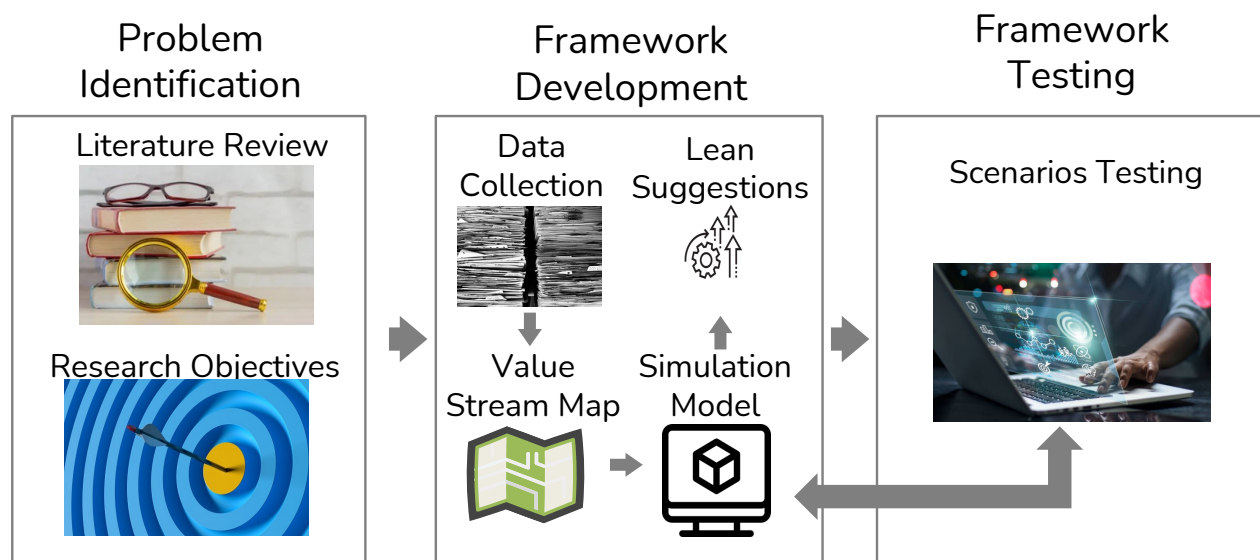 Problem
Identification
Literature Review
Research Objectives
Framework
Development
Data
Collection
Lean
Suggestions
Value
Stream Map
Simulation
Model
Framework
Testing
Scenarios Testing